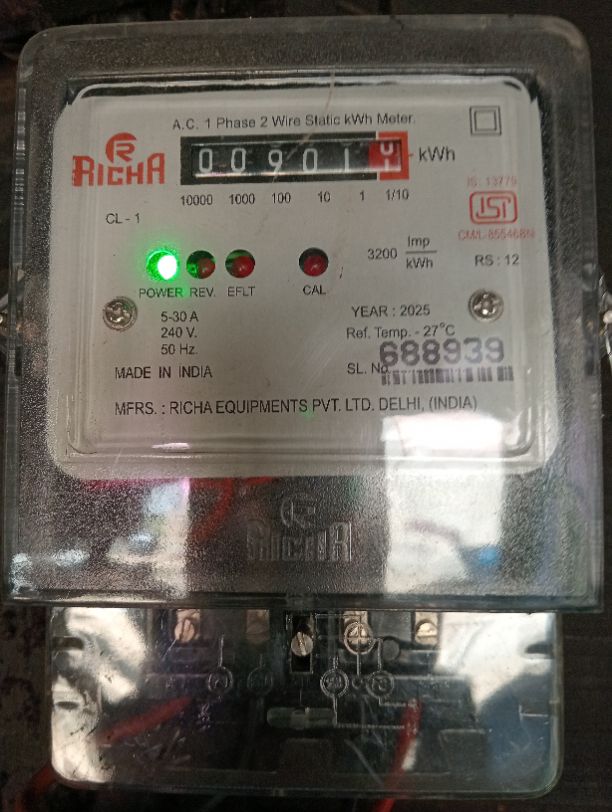 A.C. 1 Phase 2 Wire Static kWh Meter.
RICHA
00901
kWh
10000 1000 100 10 1 1/10
IS : 13779
ISI
CL - 1
3200 Imp/kWh
RS : 12
POWER REV. EFLT CAL
5-30 A
240 V.
50 Hz.
YEAR : 2025
Ref. Temp. - 27°C
688939
SL. No.
MADE IN INDIA
MFRS. : RICHA EQUIPMENTS PVT. LTD. DELHI, (INDIA)
RICHA